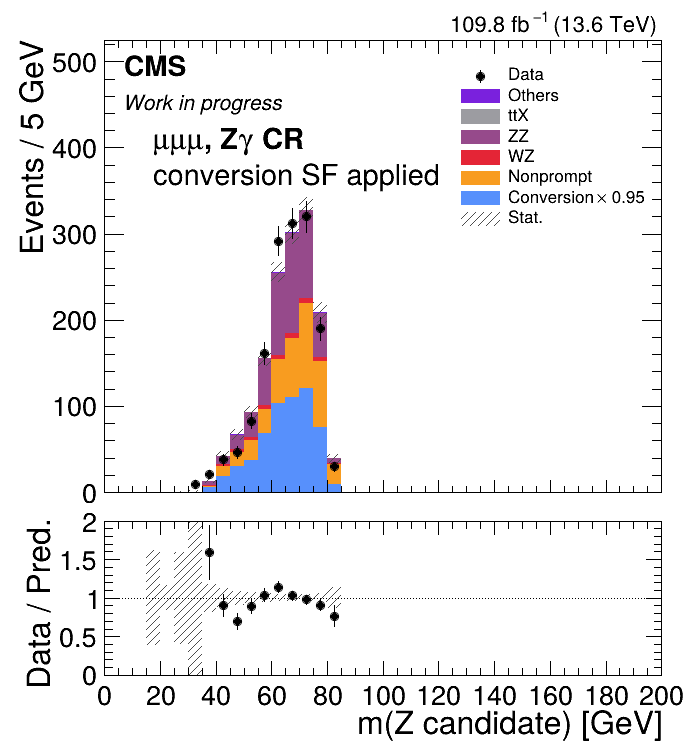 109.8 fb⁻¹ (13.6 TeV)
Events / 5 GeV
500
400
300
200
100
0
CMS
Work in progress
μμμ, Zγ CR
conversion SF applied
Data
Others
ttX
ZZ
WZ
Nonprompt
Conversion × 0.95
Stat.
Data / Pred.
2
1.5
1
0.5
0
0 20 40 60 80 100 120 140 160 180 200
m(Z candidate) [GeV]